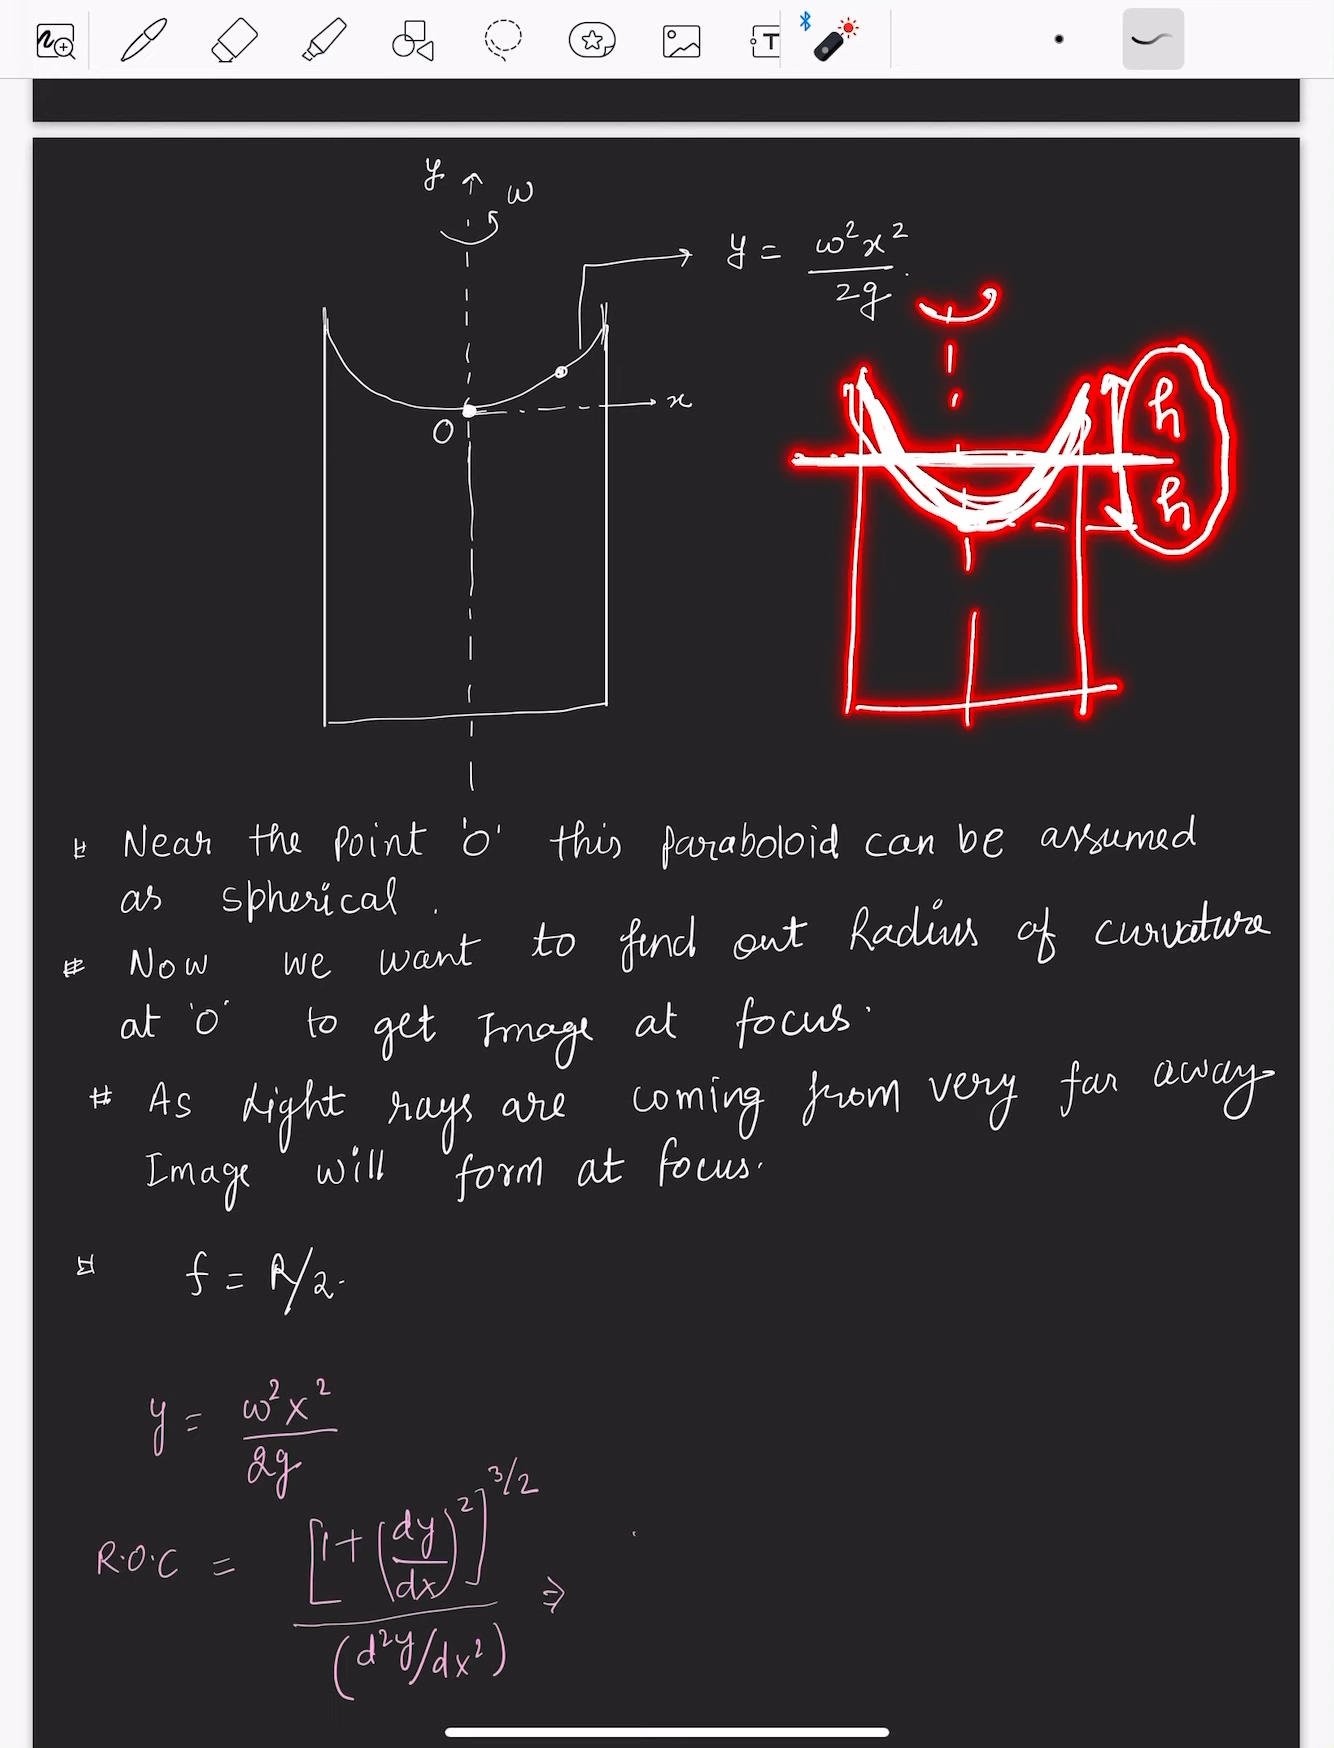 y
ω
y = ω²x²/2g
x
O
h
h
# Near the point 'O' this paraboloid can be assumed
as spherical.
# Now we want to find out Radius of curvature
at 'O' to get Image at focus.
# As Light rays are coming from very far away
Image will form at focus.
# f = R/2.
y = ω²x²/2g
R.O.C = [1+(dy/dx)²]^3/2 / (d²y/dx²) ⇒